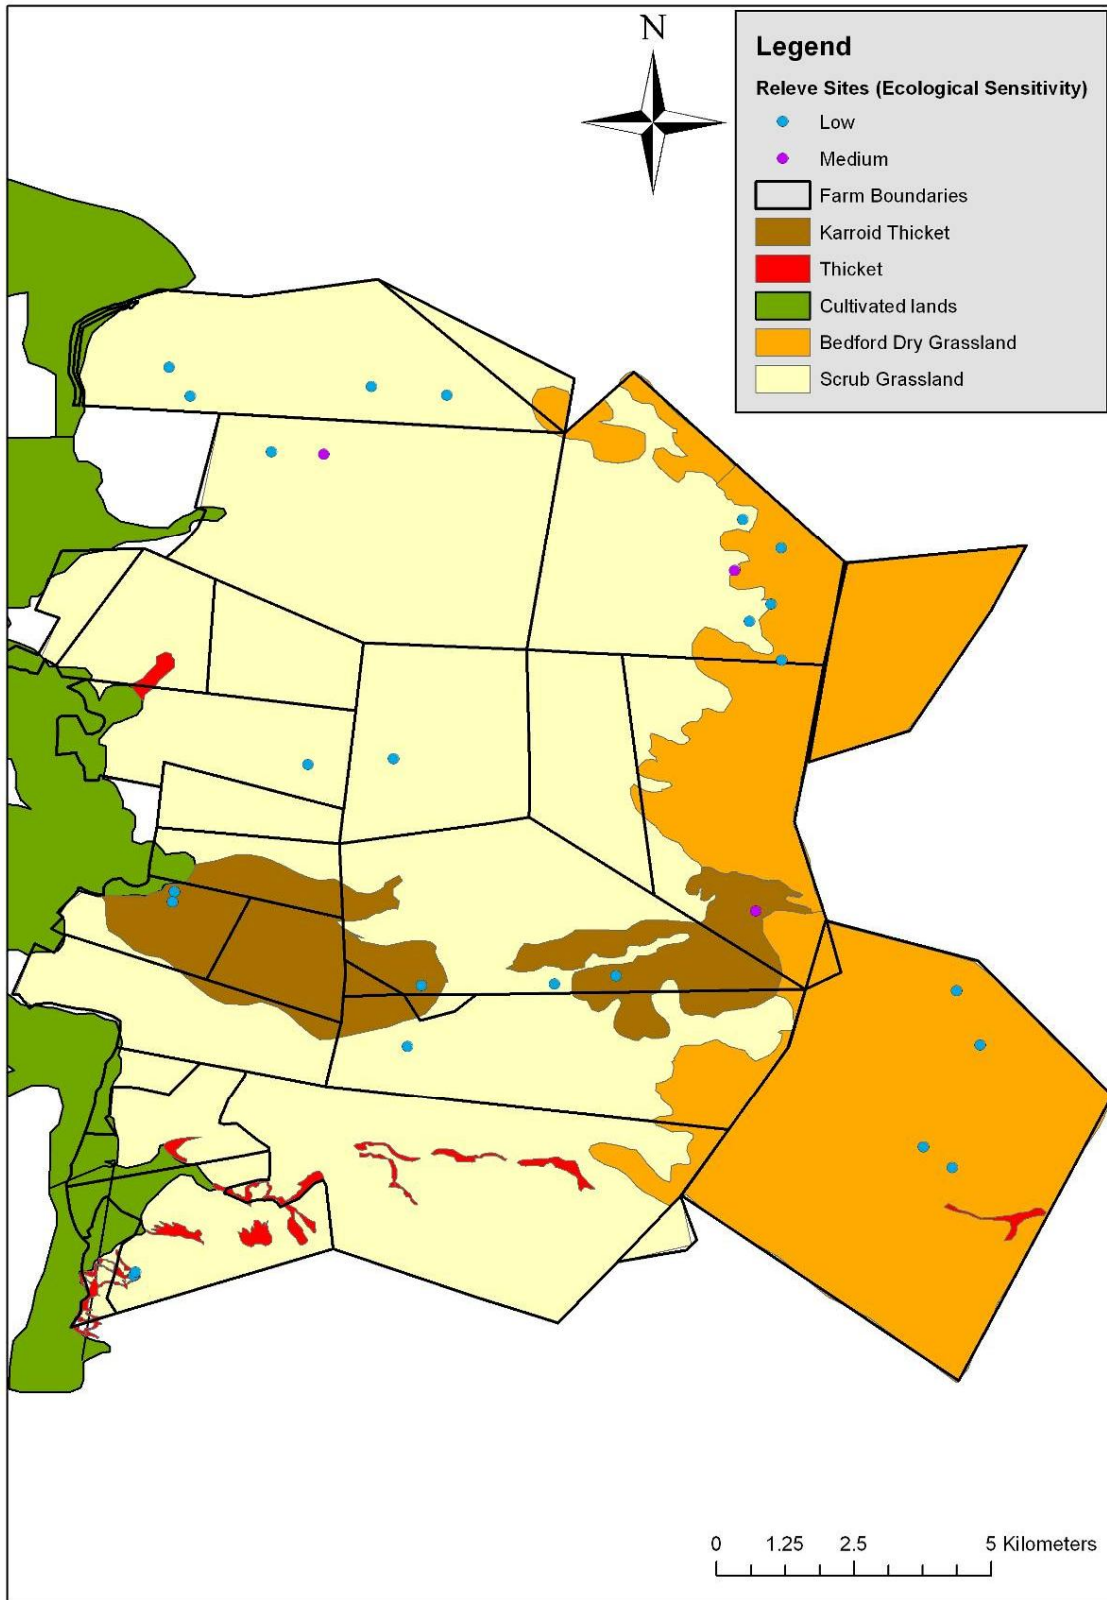 N
Legend
Releve Sites (Ecological Sensitivity)
Low
Medium
Farm Boundaries
Karroid Thicket
Thicket
Cultivated lands
Bedford Dry Grassland
Scrub Grassland
0 1.25 2.5 5 Kilometers